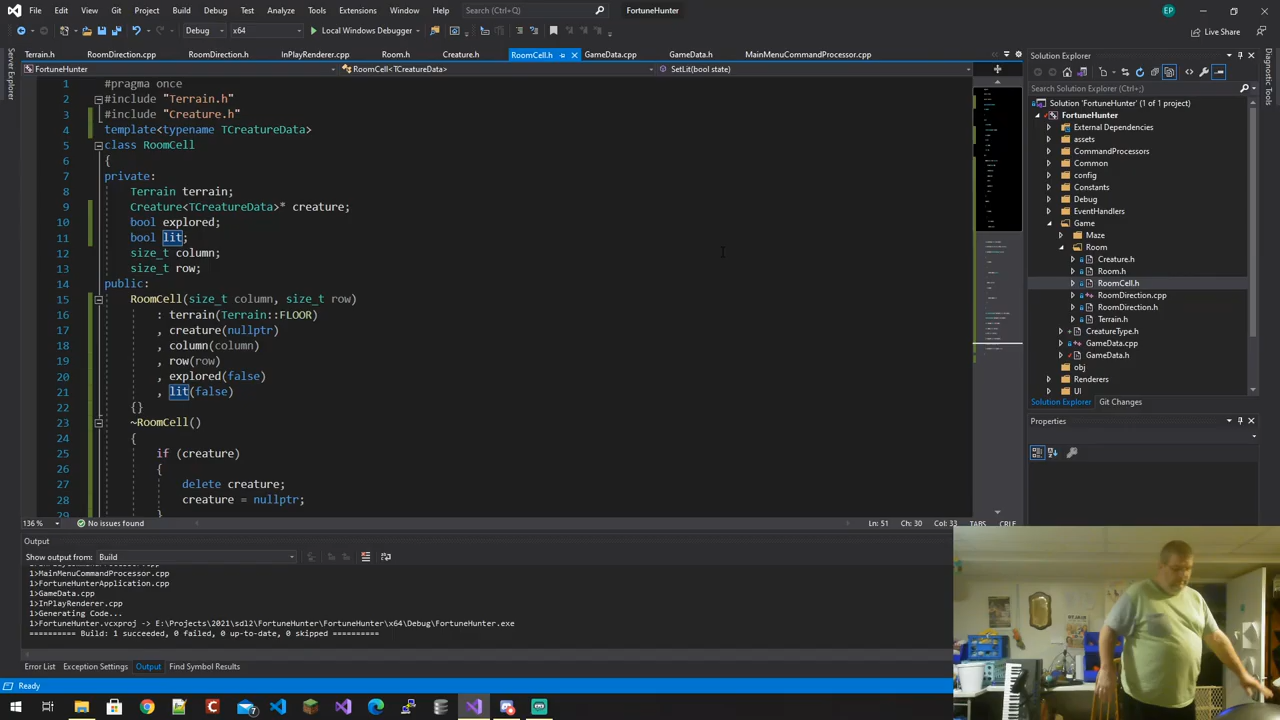 File Edit View Git Project Build Debug Test Analyze Tools Extensions Window Help Search (Ctrl+;) FortuneHunter EP
Debug x64 Local Windows Debugger Live Share
Server Explorer Toolbox
Terrain.h RoomDirection.cpp RoomDirection.h InPlayRenderer.cpp Room.h Creature.h RoomCell.h GameData.cpp GameData.h MainMenuCommandProcessor.cpp
FortuneHunter RoomCell<TCreatureData> SetLit(bool state)
1 #pragma once
2 #include "Terrain.h"
3 #include "Creature.h"
4 template<typename TCreatureData>
5 class RoomCell
6 {
7 private:
8 Terrain terrain;
9 Creature<TCreatureData>* creature;
10 bool explored;
11 bool lit;
12 size_t column;
13 size_t row;
14 public:
15 RoomCell(size_t column, size_t row)
16 : terrain(Terrain::FLOOR)
17 , creature(nullptr)
18 , column(column)
19 , row(row)
20 , explored(false)
21 , lit(false)
22 {}
23 ~RoomCell()
24 {
25 if (creature)
26 {
27 delete creature;
28 creature = nullptr;
29 }
136 % No issues found Ln: 51 Ch: 30 Col: 33 TABS CRLF
Output
Show output from: Build
1>MainMenuCommandProcessor.cpp
1>FortuneHunterApplication.cpp
1>GameData.cpp
1>InPlayRenderer.cpp
1>Generating Code...
1>FortuneHunter.vcxproj -> E:\Projects\2021\sd12\FortuneHunter\FortuneHunter\x64\Debug\FortuneHunter.exe
========== Build: 1 succeeded, 0 failed, 0 up-to-date, 0 skipped ==========
Error List Exception Settings Output Find Symbol Results
Ready
Solution Explorer
Search Solution Explorer (Ctrl+;)
Solution 'FortuneHunter' (1 of 1 project)
FortuneHunter
External Dependencies
assets
CommandProcessors
Common
config
Constants
Debug
EventHandlers
Game
Maze
Room
Creature.h
Room.h
RoomCell.h
RoomDirection.cpp
RoomDirection.h
Terrain.h
CreatureType.h
GameData.cpp
GameData.h
obj
Renderers
UI
Solution Explorer Git Changes
Properties
Diagnostic Tools